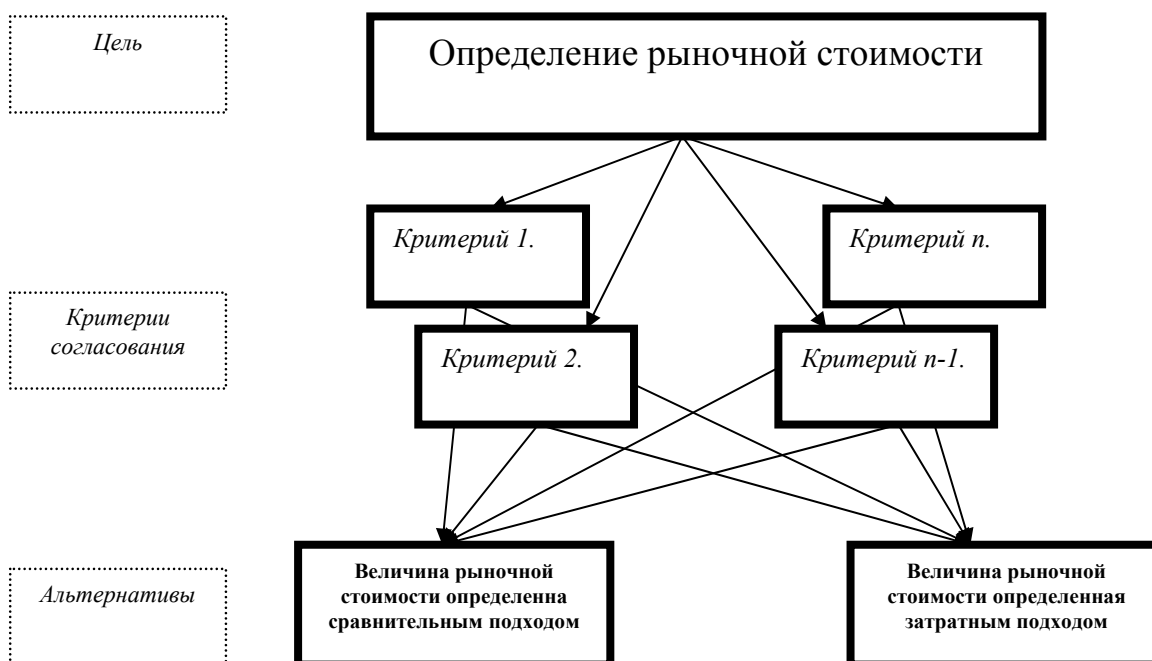 Цель
Определение рыночной стоимости
Критерий 1.
Критерий n.
Критерии
согласования
Критерий 2.
Критерий n-1.
Альтернативы
Величина рыночной
стоимости определенна
сравнительным подходом
Величина рыночной
стоимости определенная
затратным подходом